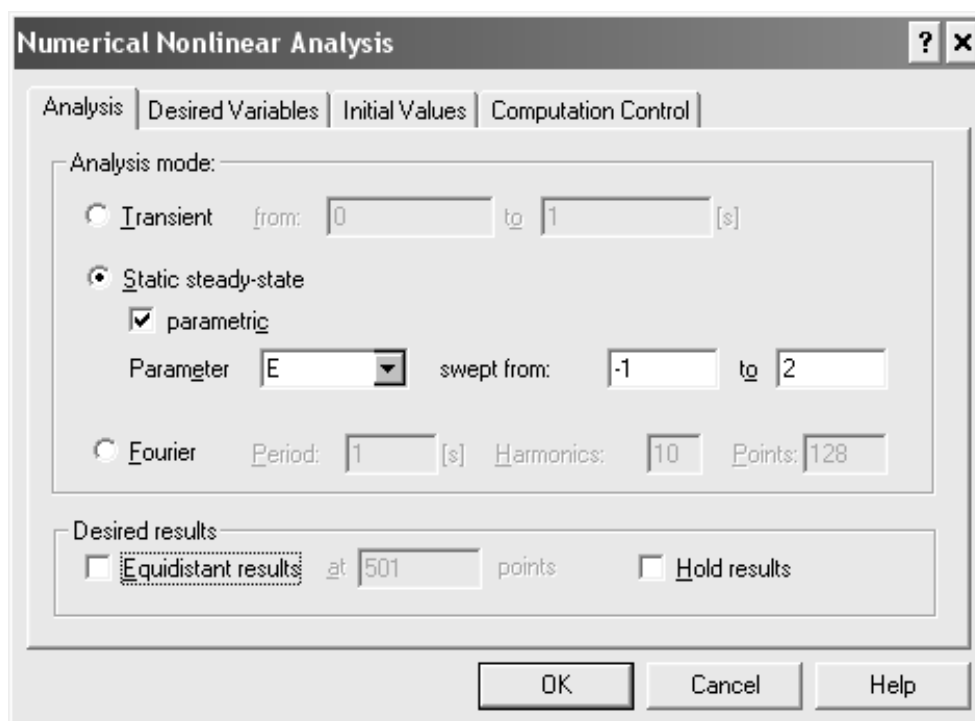 Numerical Nonlinear Analysis ?
Analysis Desired Variables Initial Values Computation Control
Analysis mode:
Transient from: 0 to 1 [s]
Static steady-state
parametric
Parameter E swept from: -1 to 2
Fourier Period: 1 [s] Harmonics: 10 Points: 128
Desired results
Equidistant results at 501 points Hold results
OK Cancel Help